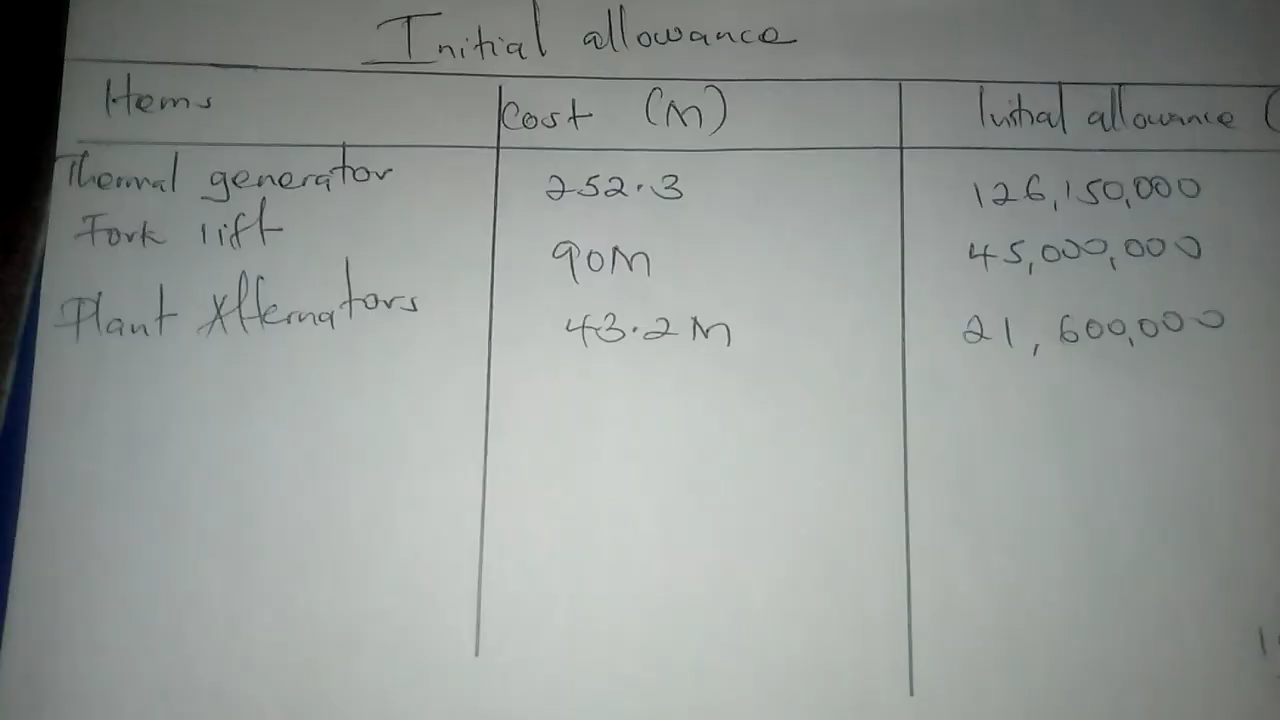 Initial allowance
Items Cost (M) Initial allowance (
Thermal generator 252.3 126,150,000
Fork lift 90M 45,000,000
Plant Alternators 43.2M 21,600,000